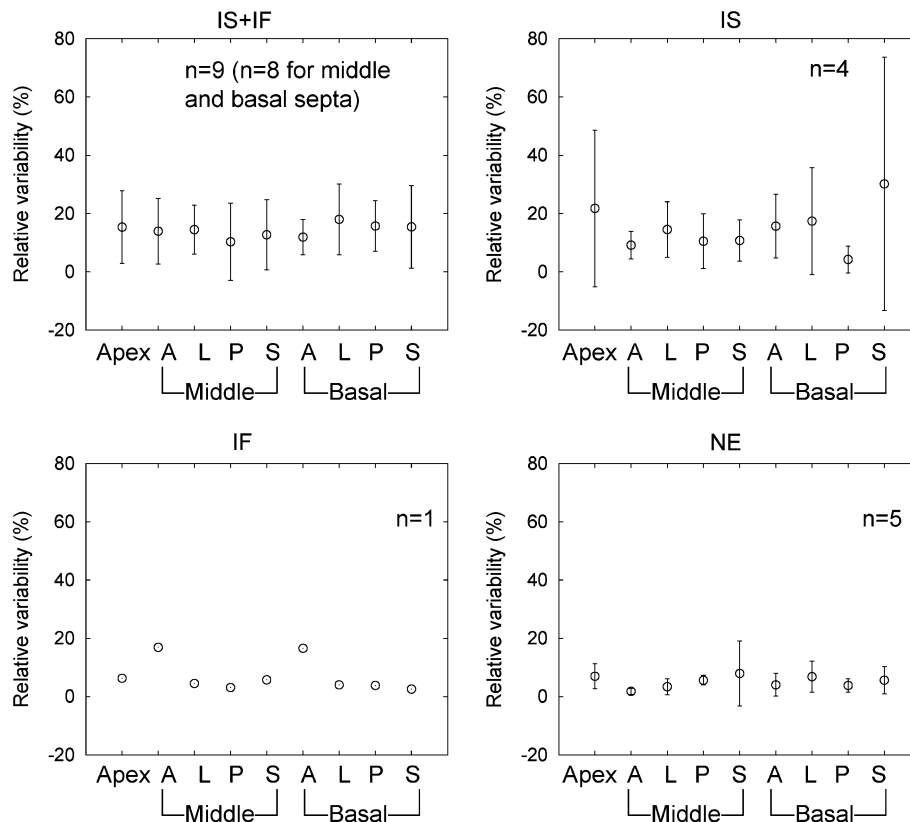 IS+IF
80
60
40
20
0
-20
Relative variability (%)
n=9 (n=8 for middle
and basal septa)
Apex A L P S A L P S
Middle Basal
IS
80
60
40
20
0
-20
Relative variability (%)
n=4
Apex A L P S A L P S
Middle Basal
IF
80
60
40
20
0
-20
Relative variability (%)
n=1
Apex A L P S A L P S
Middle Basal
NE
80
60
40
20
0
-20
Relative variability (%)
n=5
Apex A L P S A L P S
Middle Basal